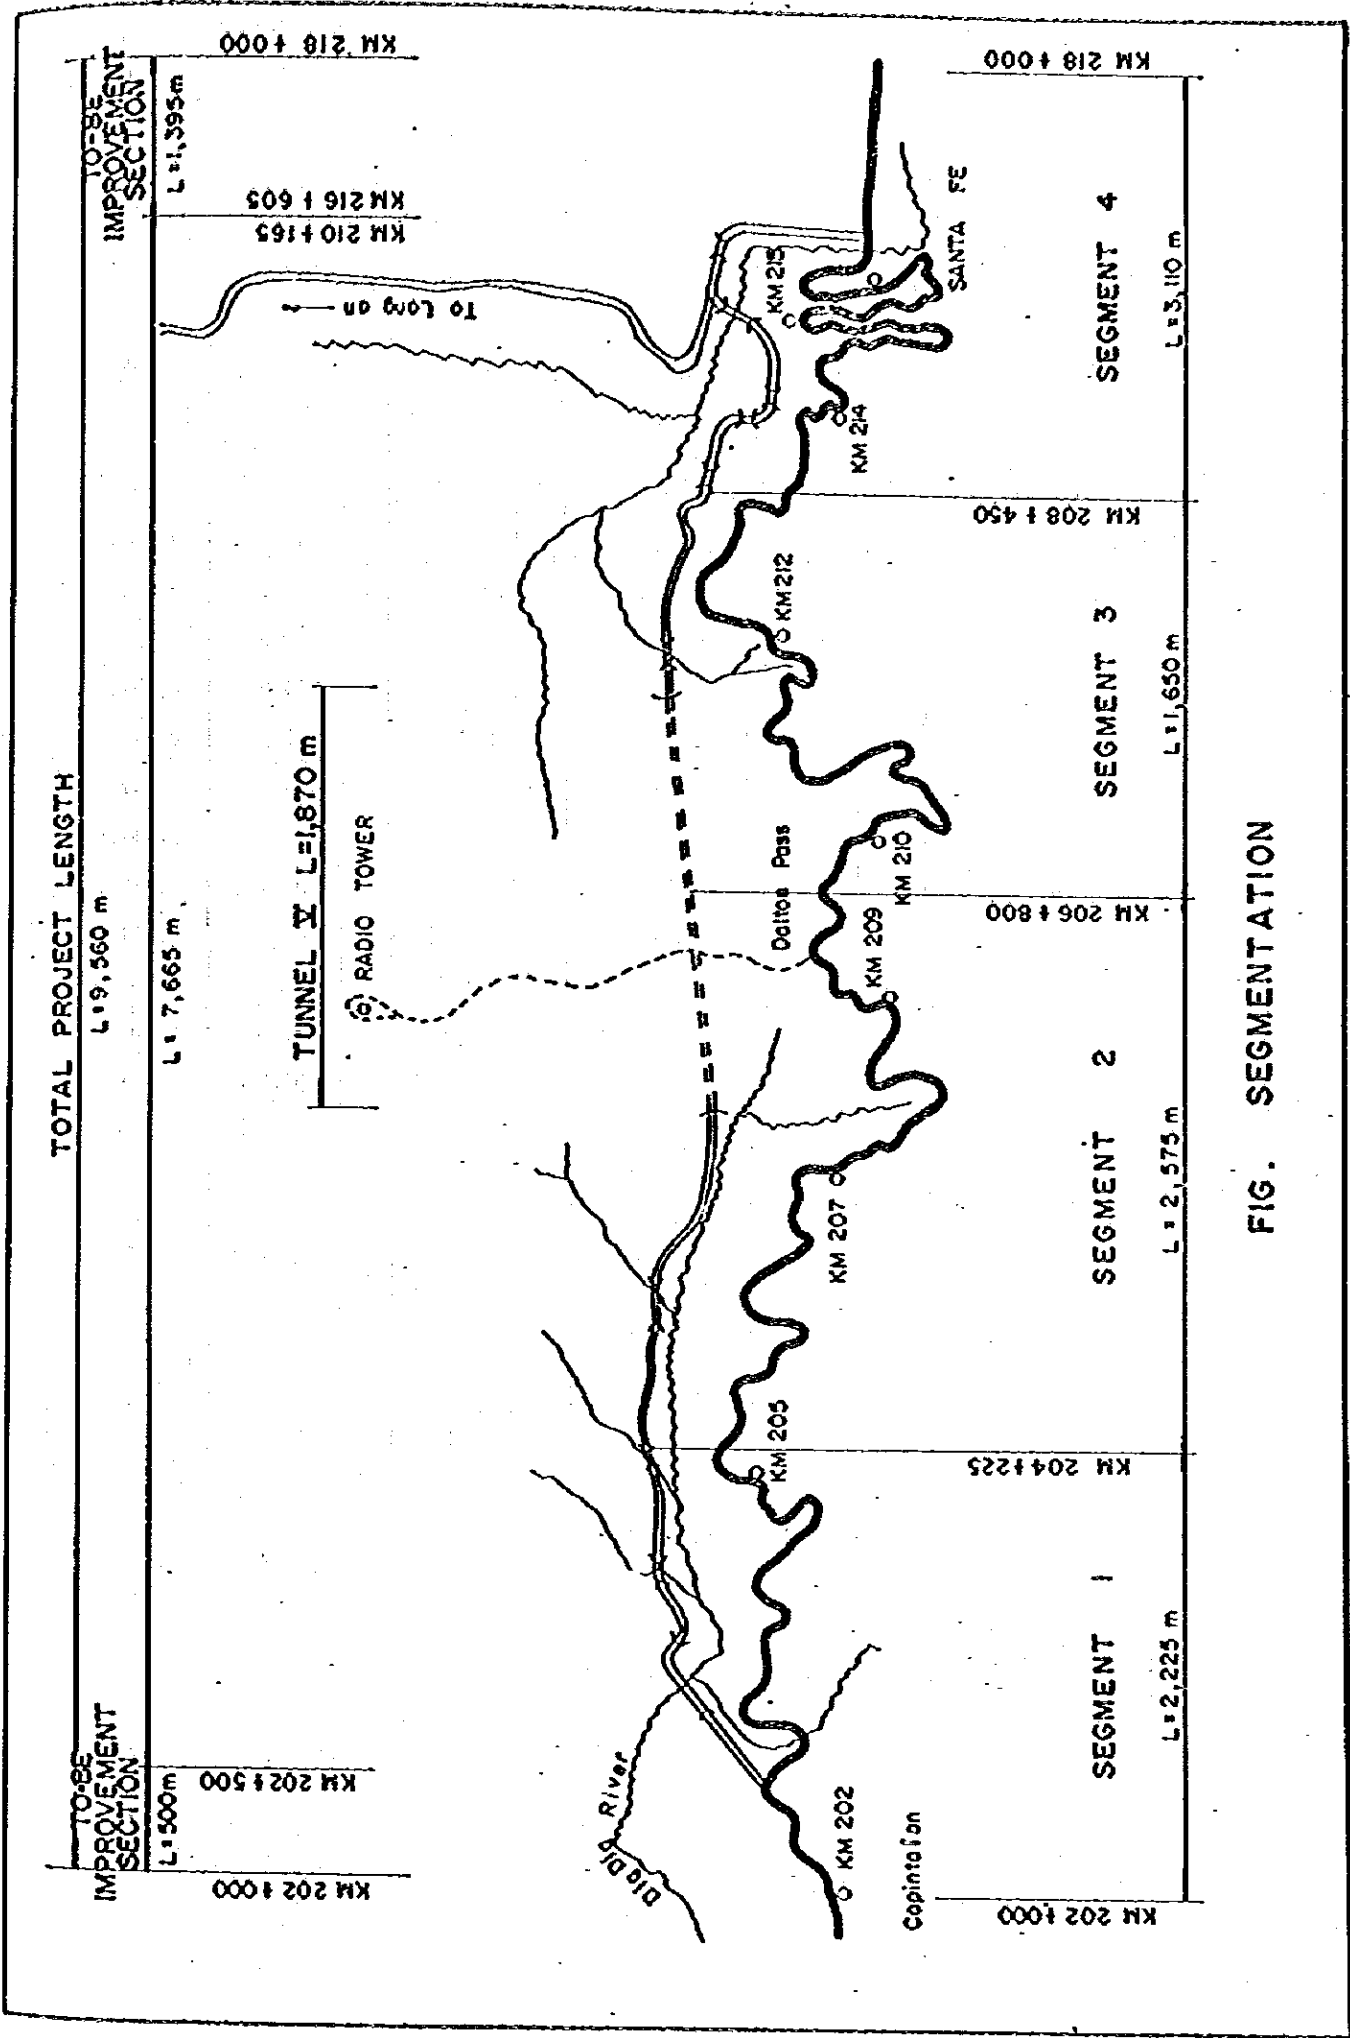 TOTAL PROJECT LENGTH
L=9,560 m
TO-BE
IMPROVEMENT
SECTION
L=500m
L= 7,665 m
TO-BE
IMPROVEMENT
SECTION
L=1,395m
KM 202+000
KM 202+500
KM 210+165
KM 216+605
KM 218+000
TUNNEL V L=1,870 m
RADIO TOWER
To Long an
River
Digdig
Dalton Pass
KM 202
KM 205
KM 207
KM 209
KM 210
KM 212
KM 214
KM 215
SANTA FE
Capintalan
KM 202+000
KM 204+225
KM 206+800
KM 208+450
KM 218+000
SEGMENT 1
L=2,225 m
SEGMENT 2
L=2,575 m
SEGMENT 3
L=1,650 m
SEGMENT 4
L=3,110 m
FIG. SEGMENTATION